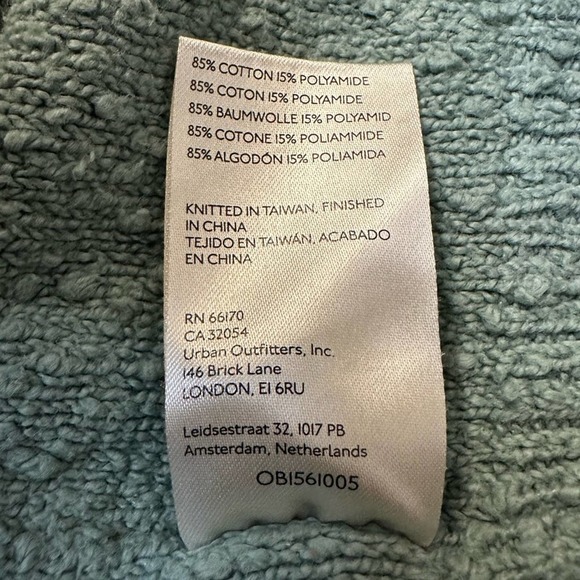 85% COTTON 15% POLYAMIDE
85% COTON 15% POLYAMIDE
85% BAUMWOLLE 15% POLYAMID
85% COTONE 15% POLIAMMIDE
85% ALGODÓN 15% POLIAMIDA
KNITTED IN TAIWAN, FINISHED
IN CHINA
TEJIDO EN TAIWÁN, ACABADO
EN CHINA
RN 66170
CA 32054
Urban Outfitters, Inc.
146 Brick Lane
LONDON, E1 6RU
Leidsestraat 32, 1017 PB
Amsterdam, Netherlands
OB1561005